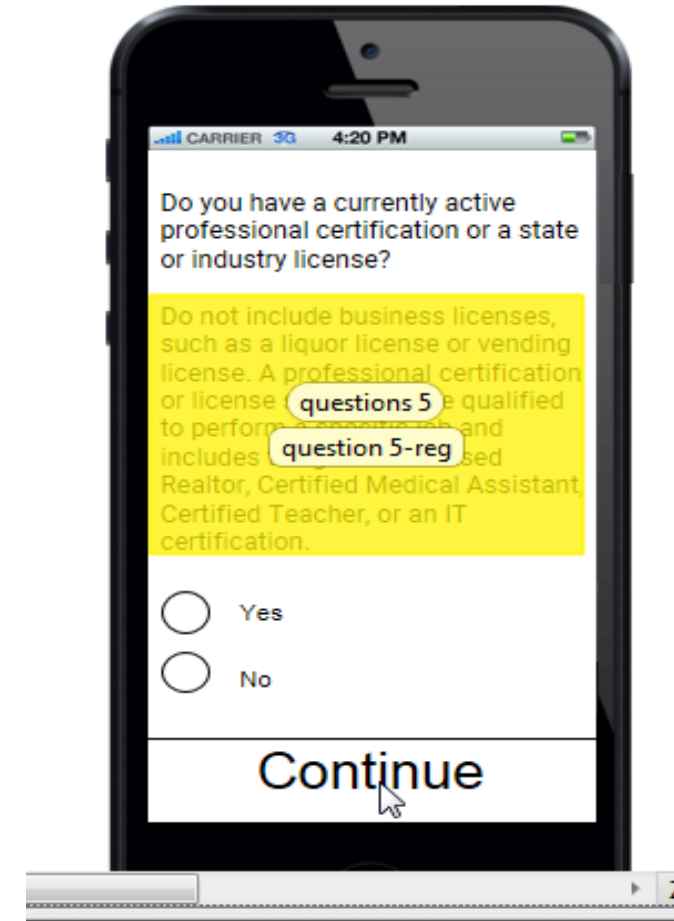 CARRIER 3G 4:20 PM
Do you have a currently active
professional certification or a state
or industry license?
Do not include business licenses,
such as a liquor license or vending
license. A professional certification
or license questions 5 qualified
to perform and
question 5-reg
includes
Realtor, Certified Medical Assistant,
Certified Teacher, or an IT
certification.
Yes
No
Continue